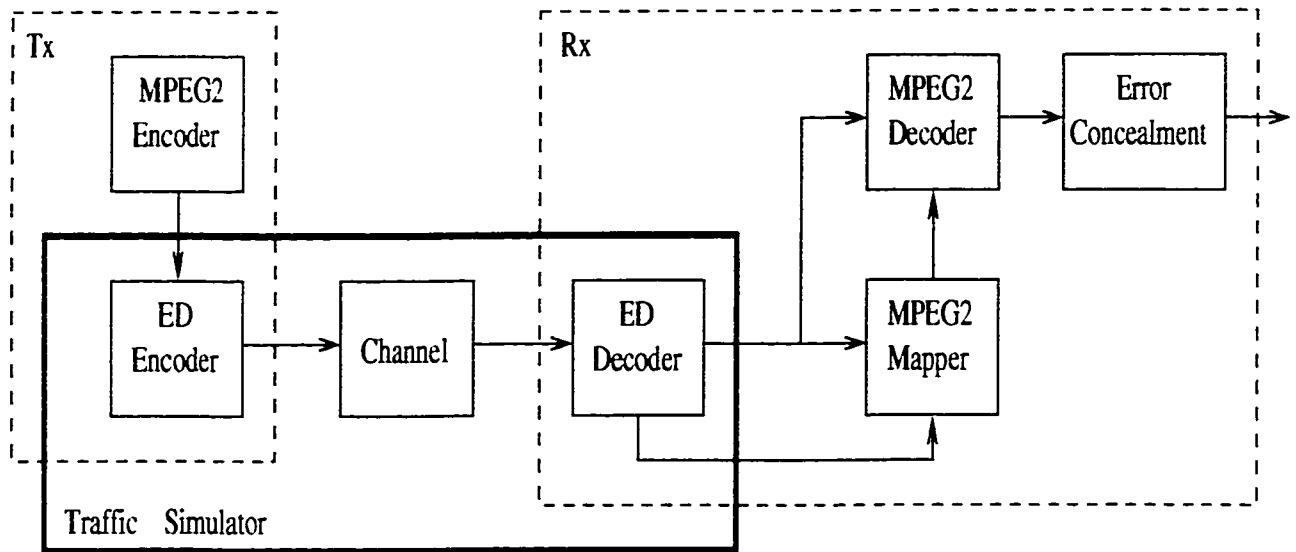 Tx
MPEG2
Encoder
ED
Encoder
Channel
Traffic Simulator
Rx
ED
Decoder
MPEG2
Decoder
Error
Concealment
MPEG2
Mapper